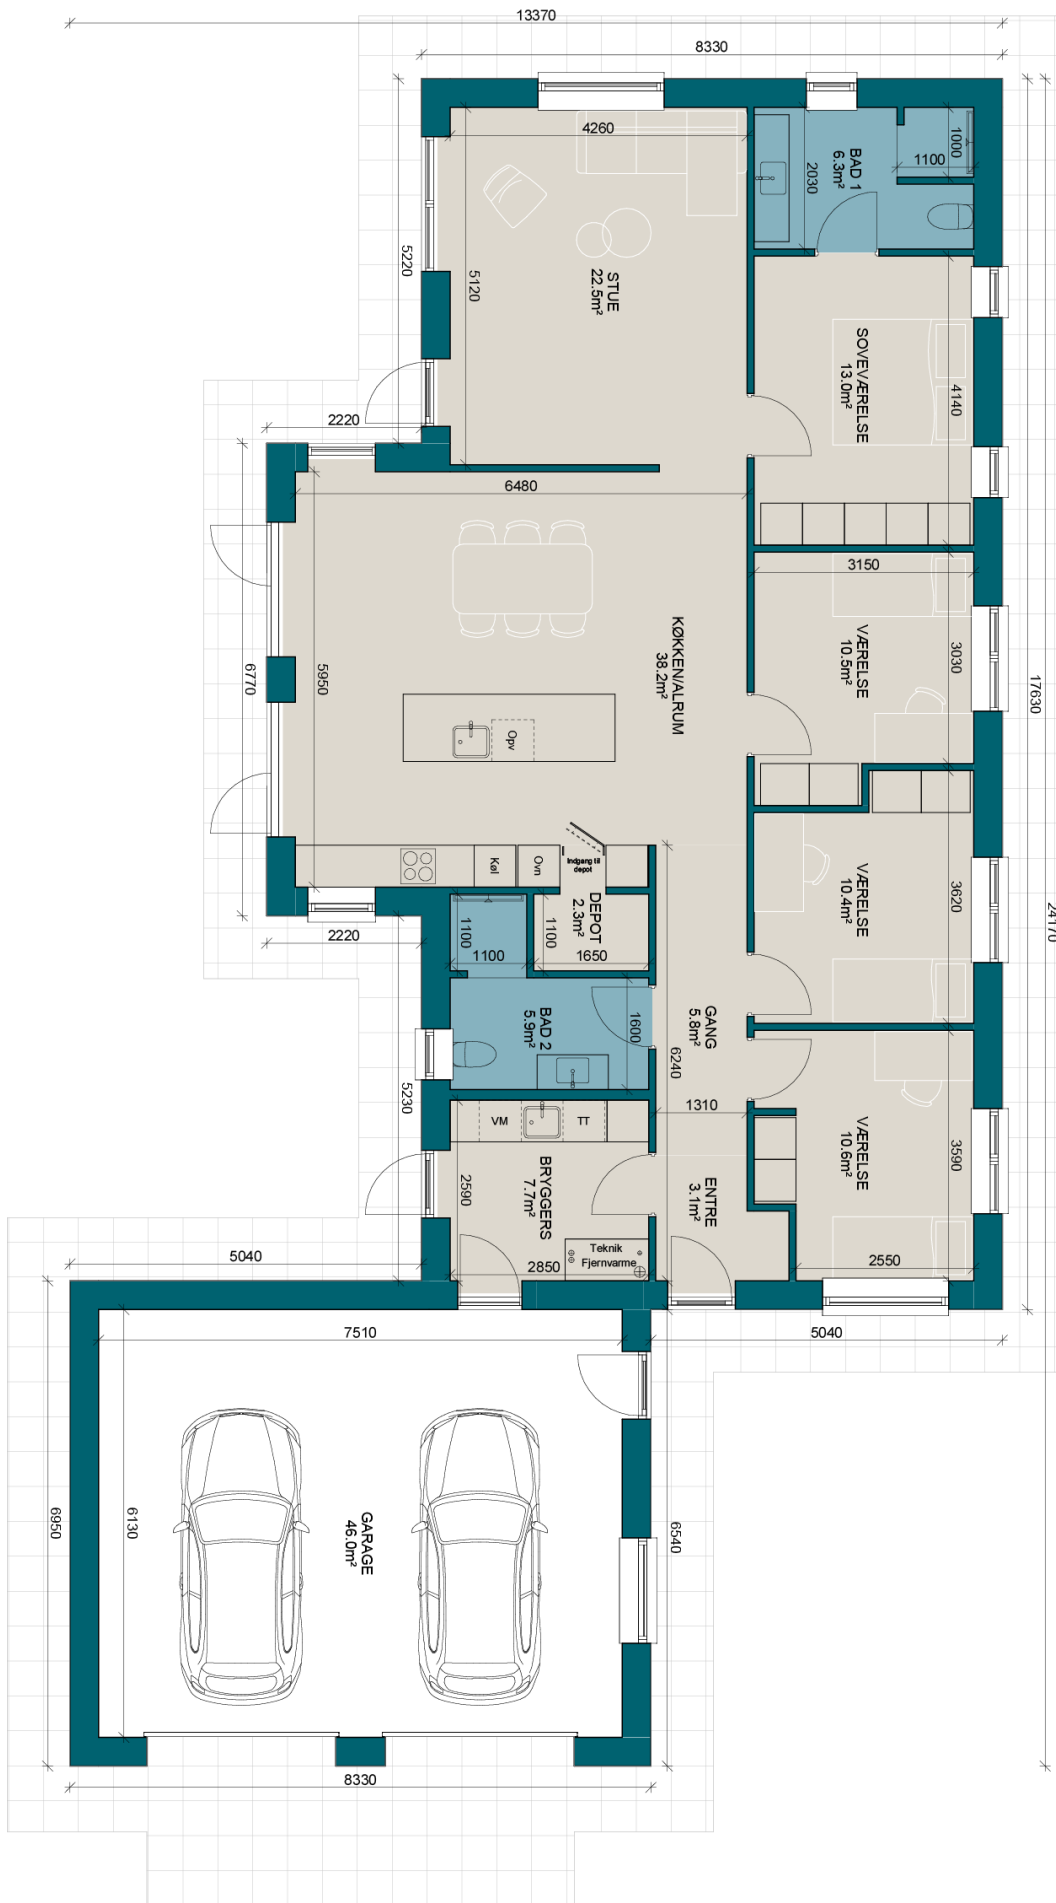 13370
8330
4260
1000
1100
BAD 1
6.3m²
2030
5220
5120
STUE
22.5m²
SOVEVÆRELSE
13.0m²
4140
2220
6480
3150
VÆRELSE
10.5m²
3030
KØKKEN/ALRUM
38.2m²
6770
5950
17630
Opv
Køl
Ovn
Indgang til
depot
DEPOT
2.3m²
1100
1100
1100
1650
VÆRELSE
10.4m²
3620
24170
2220
BAD 2
5.9m²
1600
GANG
5.8m²
6240
5230
1310
VM
TT
VÆRELSE
10.6m²
3590
2590
BRYGGERS
7.7m²
ENTRE
3.1m²
Teknik
Fjernvarme
5040
2850
2550
7510
5040
6950
6130
GARAGE
46.0m²
6540
8330